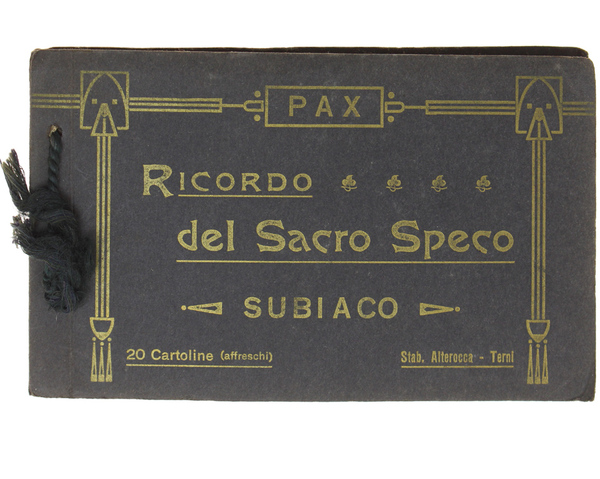 PAX
RICORDO
del Sacro Speco
SUBIACO
20 Cartoline (affreschi)
Stab. Alterocca - Terni